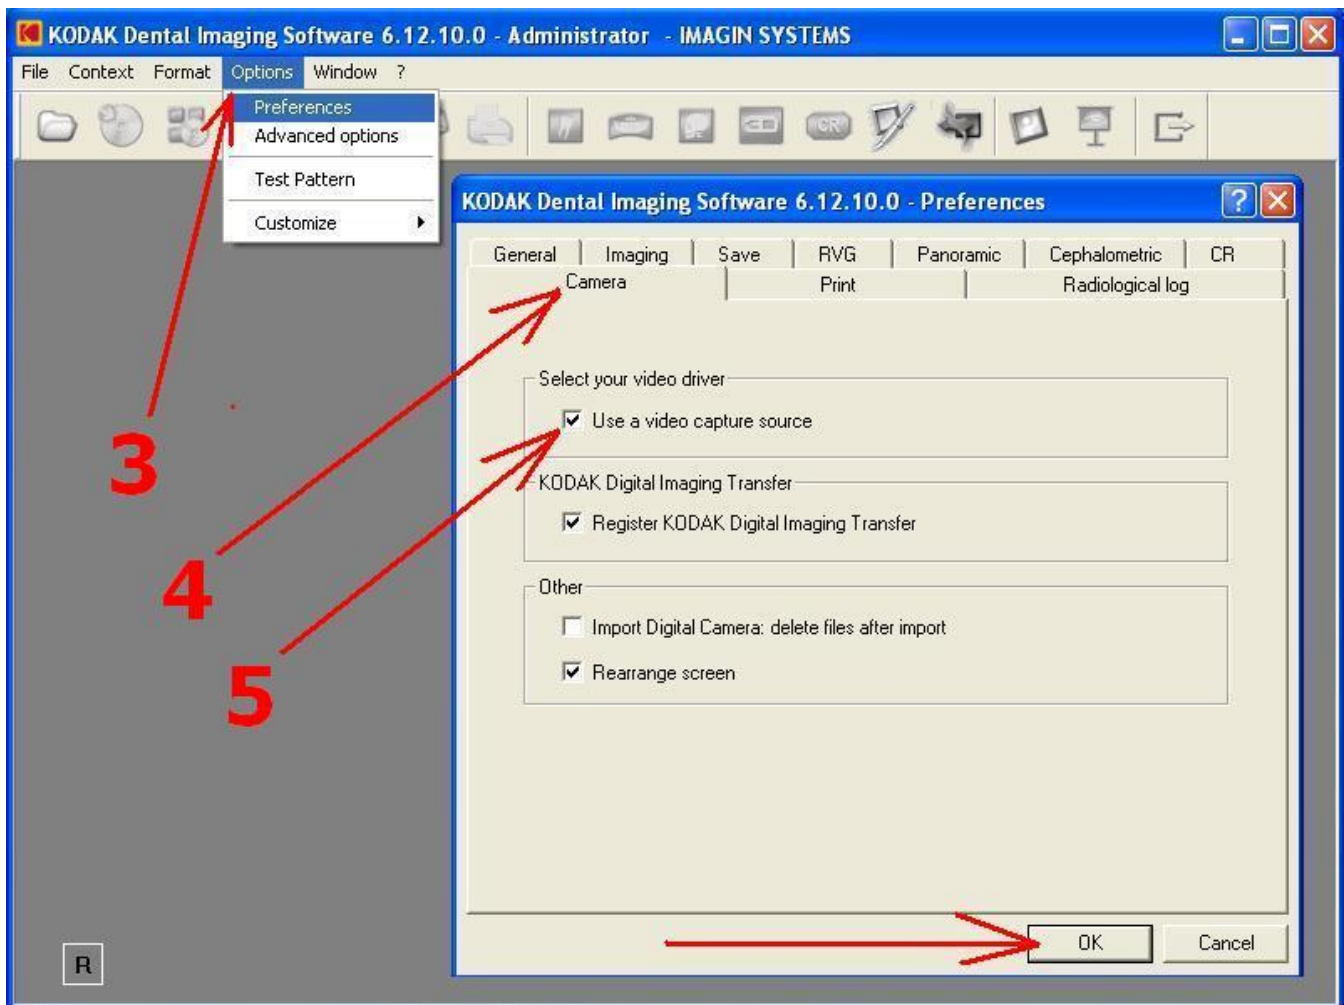 KODAK Dental Imaging Software 6.12.10.0 - Administrator - IMAGIN SYSTEMS
File Context Format Options Window ?
Preferences
Advanced options
Test Pattern
Customize
CR
KODAK Dental Imaging Software 6.12.10.0 - Preferences
General Imaging Save RVG Panoramic Cephalometric CR
Camera Print Radiological log
Select your video driver
Use a video capture source
KODAK Digital Imaging Transfer
Register KODAK Digital Imaging Transfer
Other
Import Digital Camera: delete files after import
Rearrange screen
OK Cancel
3
4
5
R